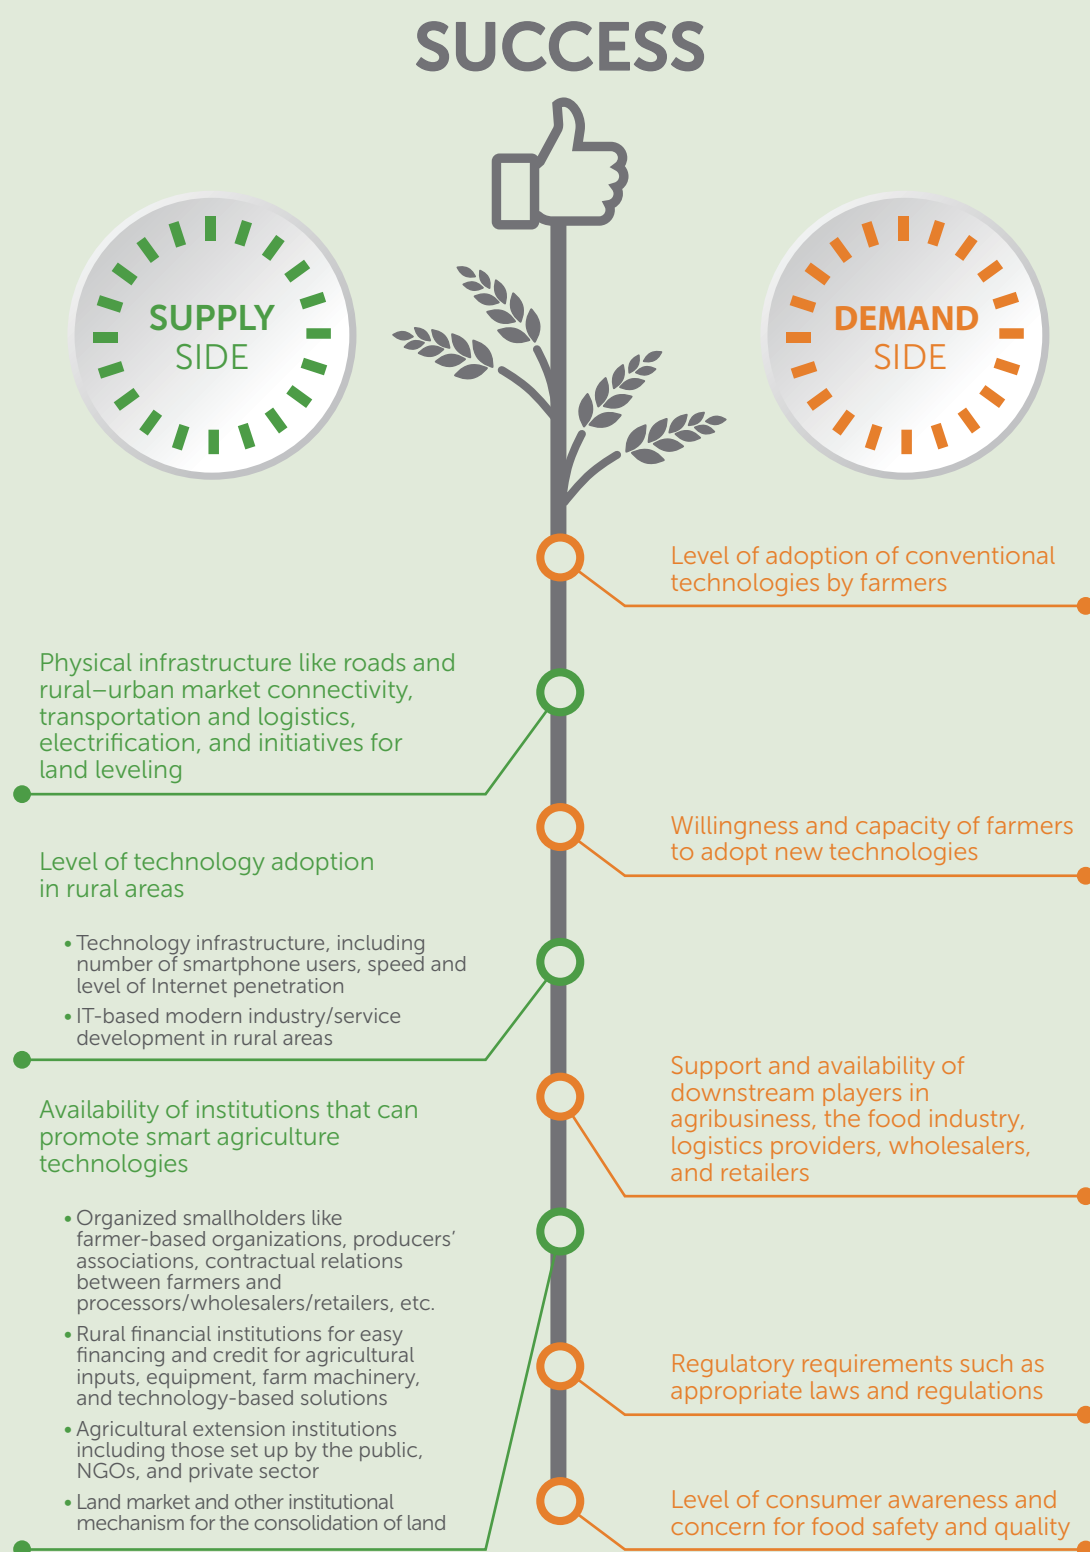 SUCCESS
SUPPLY
SIDE
DEMAND
SIDE
Level of adoption of conventional
technologies by farmers
Physical infrastructure like roads and
rural–urban market connectivity,
transportation and logistics,
electrification, and initiatives for
land leveling
Willingness and capacity of farmers
to adopt new technologies
Level of technology adoption
in rural areas
• Technology infrastructure, including
number of smartphone users, speed and
level of Internet penetration
• IT-based modern industry/service
development in rural areas
Support and availability of
downstream players in
agribusiness, the food industry,
logistics providers, wholesalers,
and retailers
Availability of institutions that can
promote smart agriculture
technologies
• Organized smallholders like
farmer-based organizations, producers’
associations, contractual relations
between farmers and
processors/wholesalers/retailers, etc.
• Rural financial institutions for easy
financing and credit for agricultural
inputs, equipment, farm machinery,
and technology-based solutions
• Agricultural extension institutions
including those set up by the public,
NGOs, and private sector
• Land market and other institutional
mechanism for the consolidation of land
Regulatory requirements such as
appropriate laws and regulations
Level of consumer awareness and
concern for food safety and quality